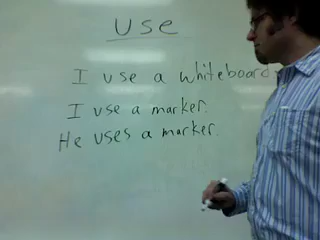 use
I use a whiteboard.
I use a marker.
He uses a marker.